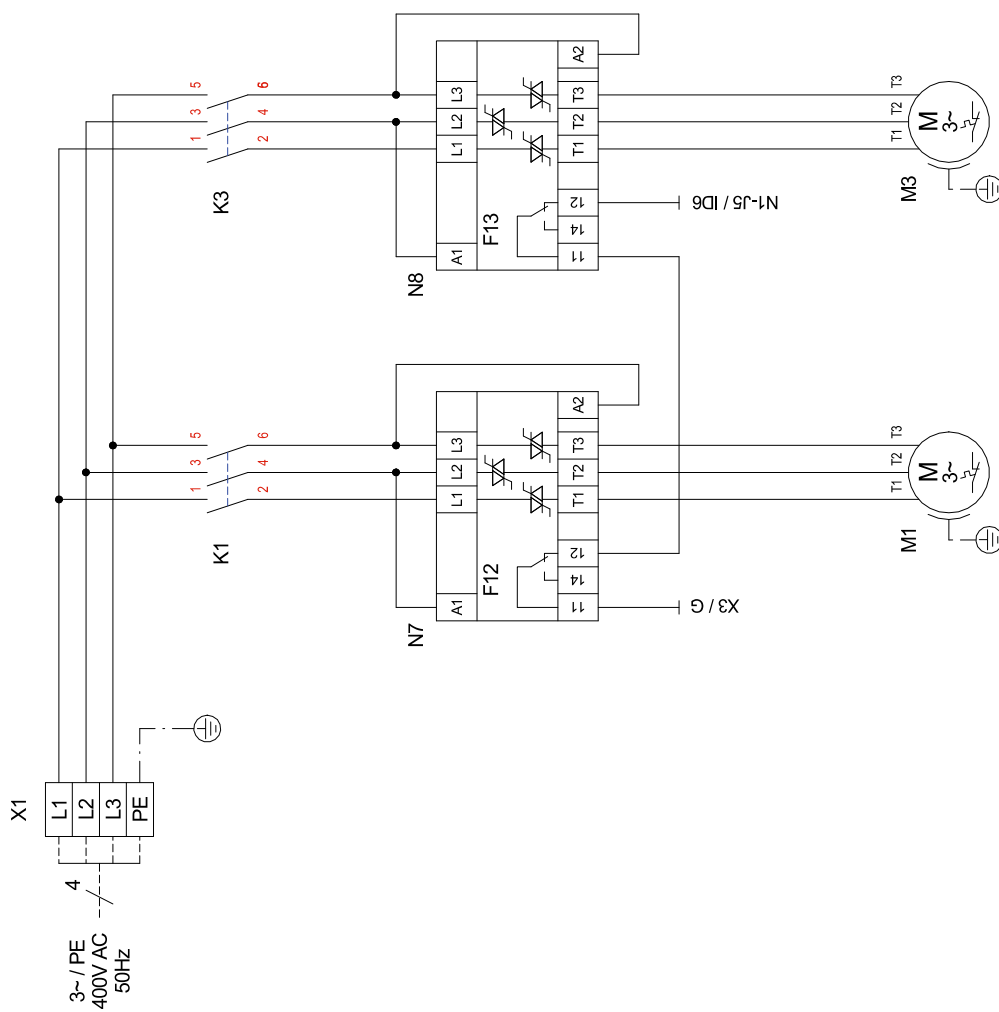 X1
L1
L2
L3
PE
4
3~ / PE
400V AC
50Hz
K1
1
3
5
2
4
6
N7
F12
A1
L1
L2
L3
11
14
12
T1
T2
T3
A2
X3 / G
T1
T2
T3
M
3~
M1
K3
1
3
5
2
4
6
N8
F13
A1
L1
L2
L3
11
14
12
T1
T2
T3
A2
N1-J5 / ID6
T1
T2
T3
M
3~
M3